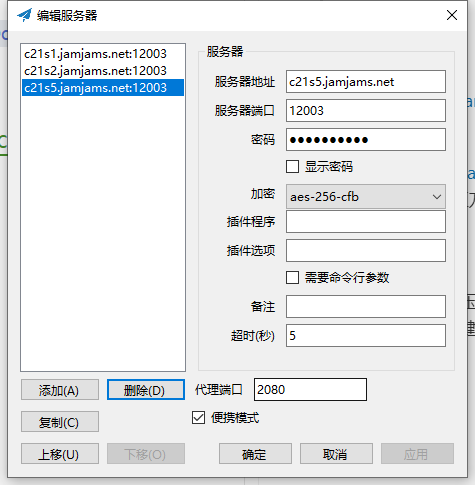 编辑服务器
c21s1.jamjams.net:12003
c21s2.jamjams.net:12003
c21s5.jamjams.net:12003
服务器
服务器地址 c21s5.jamjams.net
服务器端口 12003
密码 ●●●●●●●●●●
显示密码
加密 aes-256-cfb
插件程序
插件选项
需要命令行参数
备注
超时(秒) 5
添加(A) 删除(D) 代理端口 2080
复制(C) 便携模式
上移(U) 下移(O) 确定 取消 应用